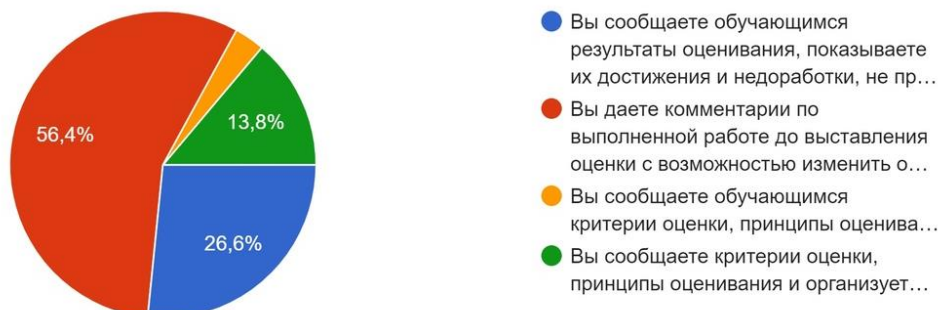 56,4%
13,8%
26,6%
Вы сообщаете обучающимся
результаты оценивания, показываете
их достижения и недоработки, не пр…
Вы даете комментарии по
выполненной работе до выставления
оценки с возможностью изменить о…
Вы сообщаете обучающимся
критерии оценки, принципы оценива…
Вы сообщаете критерии оценки,
принципы оценивания и организует…